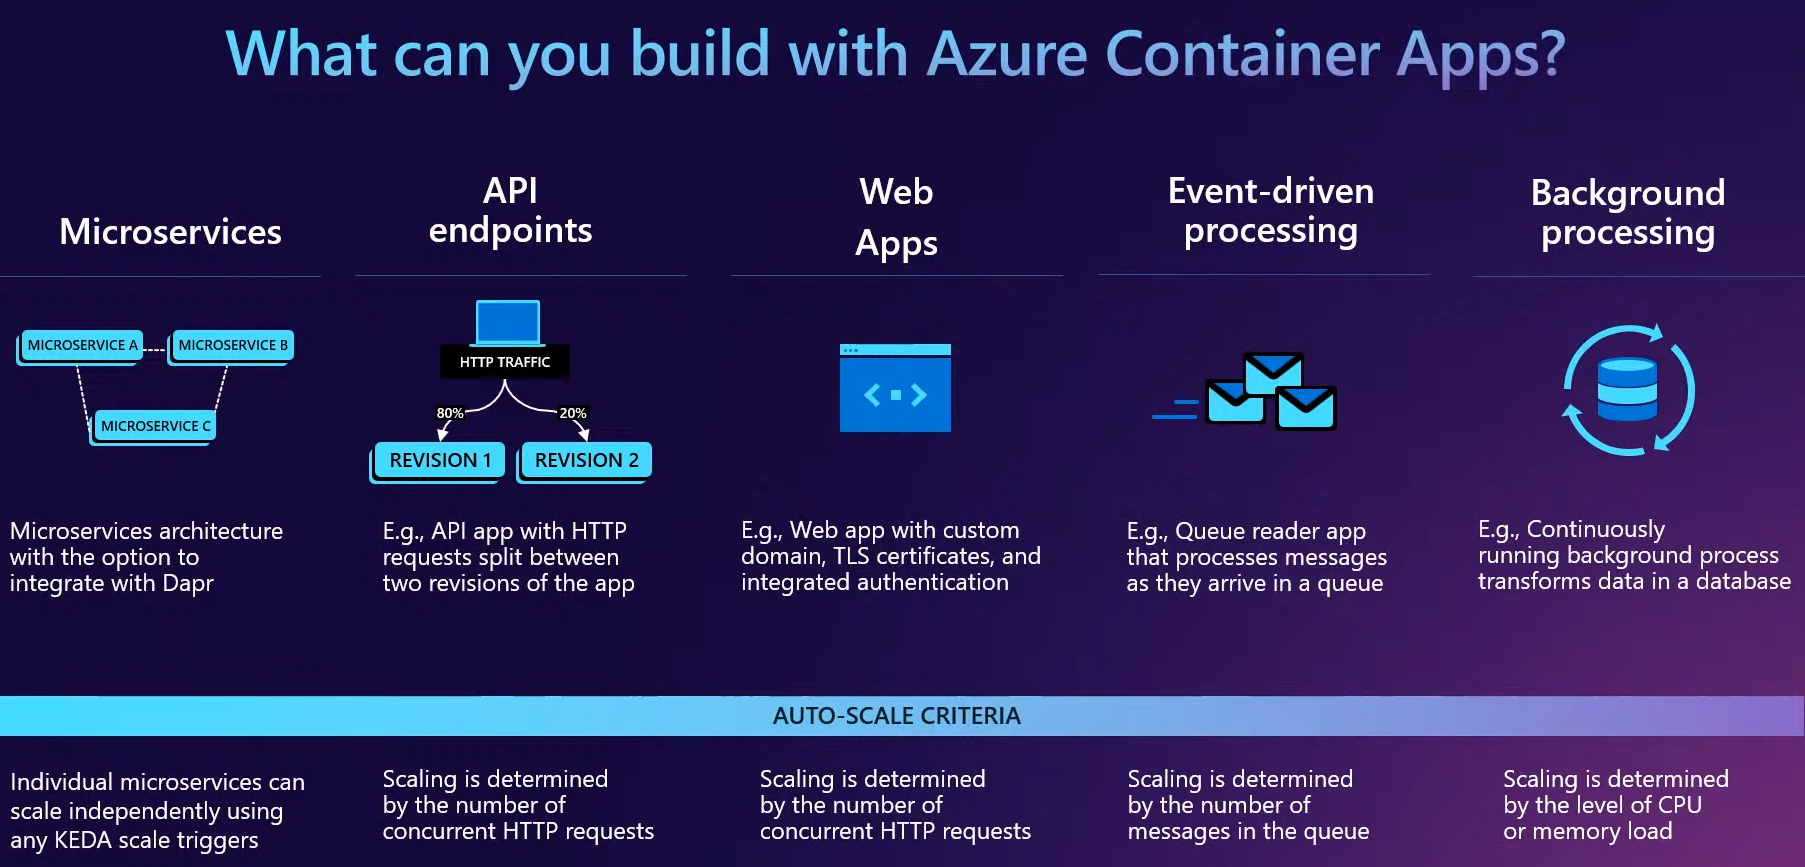 What can you build with Azure Container Apps?
Microservices
MICROSERVICE A
MICROSERVICE B
MICROSERVICE C
Microservices architecture
with the option to
integrate with Dapr
API
endpoints
HTTP TRAFFIC
80%
20%
REVISION 1
REVISION 2
E.g., API app with HTTP
requests split between
two revisions of the app
Web
Apps
E.g., Web app with custom
domain, TLS certificates, and
integrated authentication
Event-driven
processing
E.g., Queue reader app
that processes messages
as they arrive in a queue
Background
processing
E.g., Continuously
running background process
transforms data in a database
AUTO-SCALE CRITERIA
Individual microservices can
scale independently using
any KEDA scale triggers
Scaling is determined
by the number of
concurrent HTTP requests
Scaling is determined
by the number of
concurrent HTTP requests
Scaling is determined
by the number of
messages in the queue
Scaling is determined
by the level of CPU
or memory load